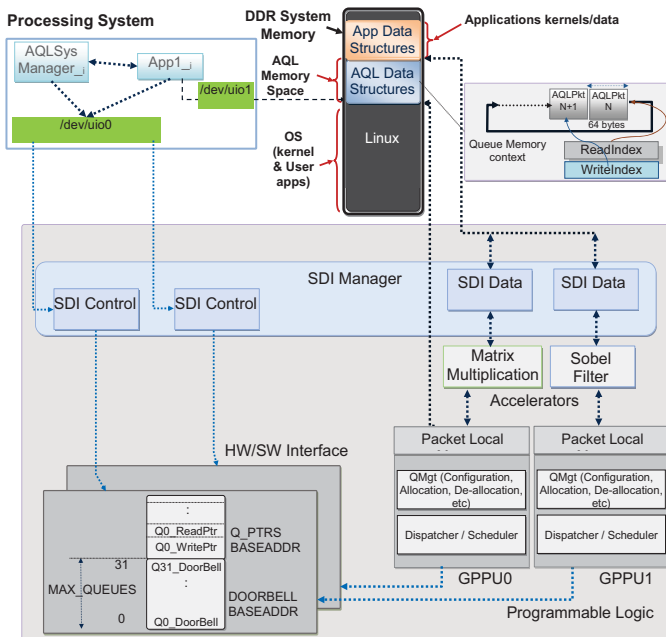 Processing System
DDR System
Memory
App Data
Structures
Applications kernels/data
AQLSys
Manager_i
App1_i
/dev/uio1
/dev/uio0
AQL
Memory
Space
AQL Data
Structures
OS
(kernel
& User
apps)
Linux
AQLPkt
N+1
AQLPkt
N
64 bytes
Queue Memory
context
ReadIndex
WriteIndex
SDI Manager
SDI Control
SDI Control
SDI Data
SDI Data
Matrix
Multiplication
Sobel
Filter
Accelerators
HW/SW Interface
Packet Local
Packet Local
QMgt (Configuration,
Allocation, De-allocation,
etc)
QMgt (Configuration,
Allocation, De-allocation,
etc)
Dispatcher / Scheduler
Dispatcher / Scheduler
GPPU0
GPPU1
:
Q0_ReadPtr
Q0_WritePtr
Q_PTRS
BASEADDR
31
Q31_DoorBell
:
MAX_QUEUES
DOORBELL
BASEADDR
0
Q0_DoorBell
Programmable Logic